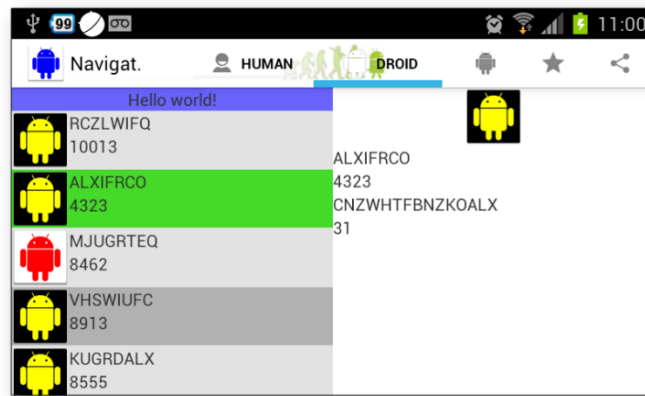 99
11:00
Navigat.
HUMAN
DROID
Hello world!
RCZLWIFQ
10013
ALXIFRCO
4323
MJUGRTEQ
8462
VHSWIUFC
8913
KUGRDALX
8555
ALXIFRCO
4323
CNZWHTFBNZKOALX
31